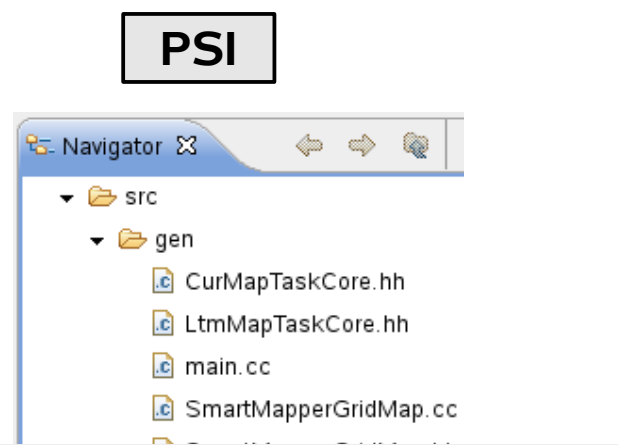 PSI
Navigator
src
gen
CurMapTaskCore.hh
LtmMapTaskCore.hh
main.cc
SmartMapperGridMap.cc